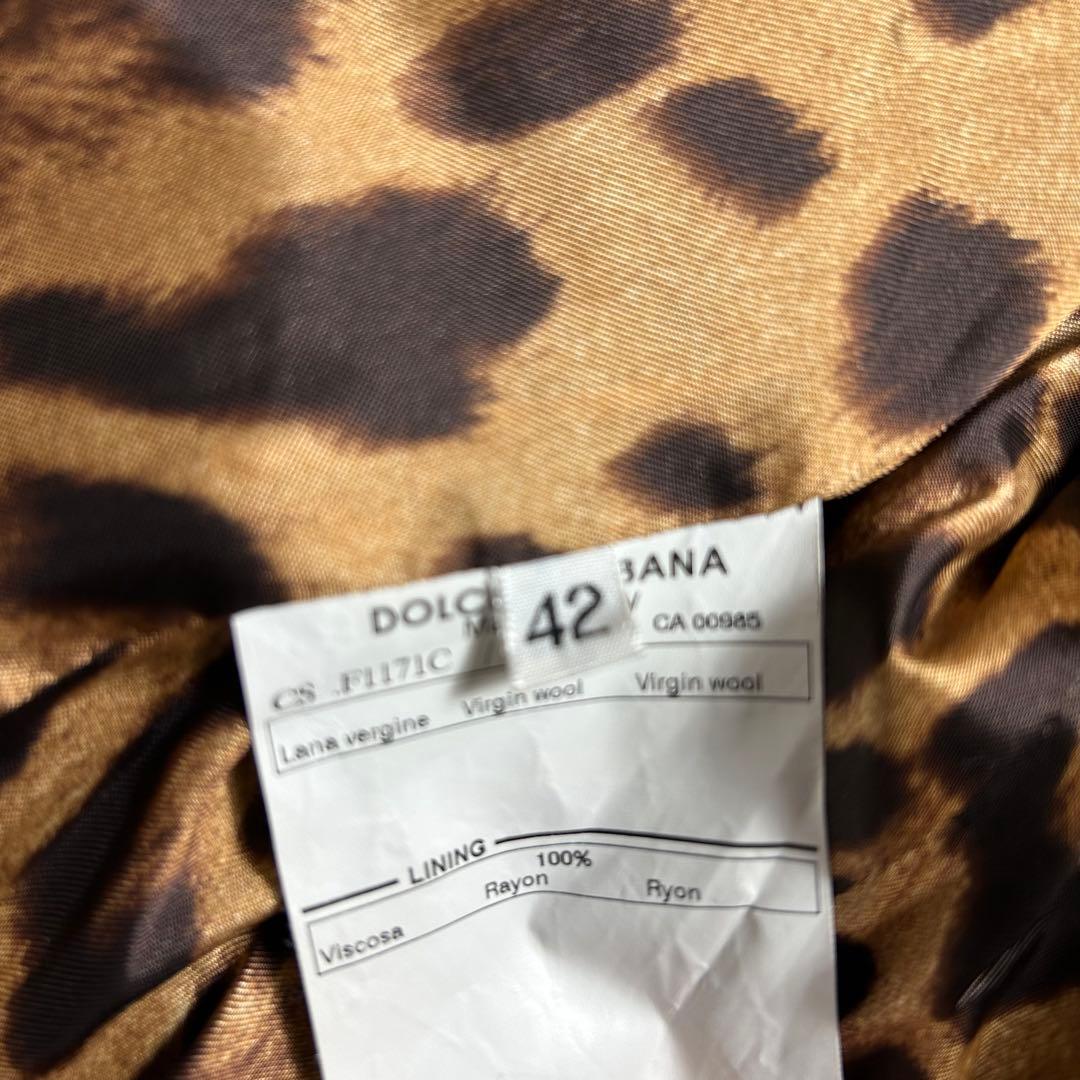 DOLC BANA
42
CA 00985
CS .F1171C
Lana vergine Virgin wool Virgin wool
LINING
100%
Viscosa Rayon Ryon